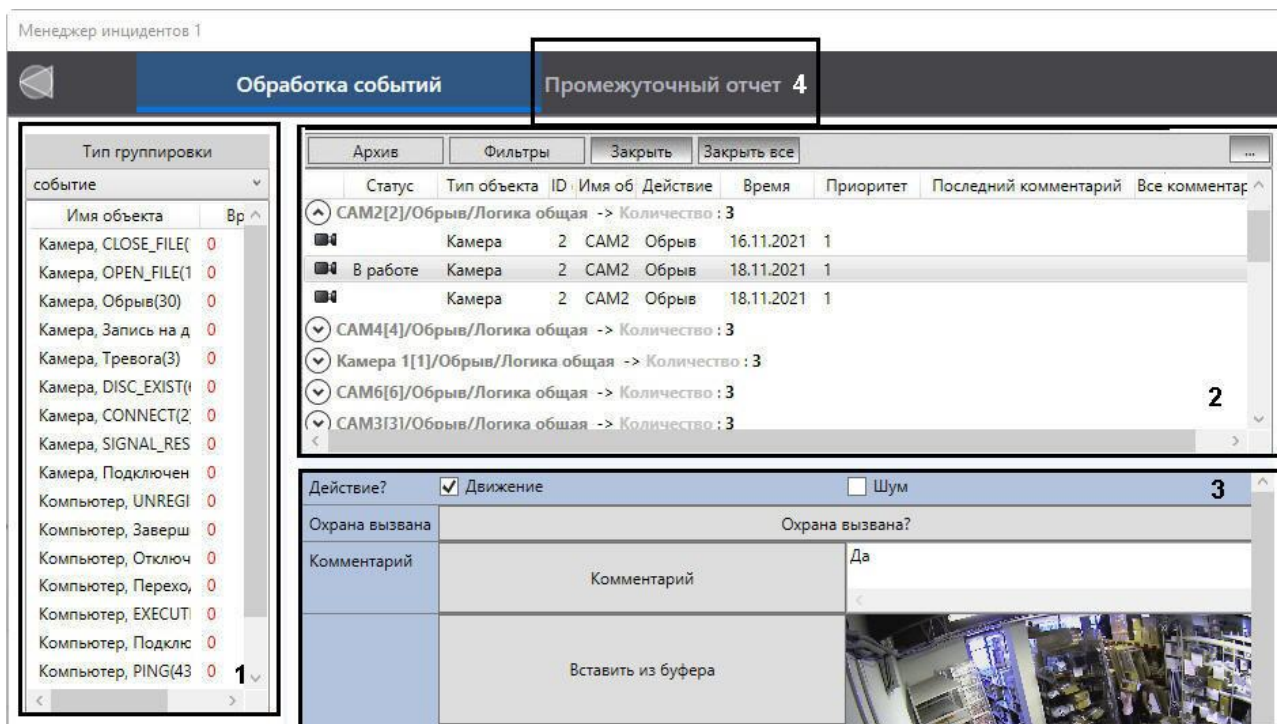 Менеджер инцидентов 1
Обработка событий
Промежуточный отчет 4
Тип группировки
событие
Имя объекта Вр
Камера, CLOSE_FILE( 0
Камера, OPEN_FILE(1 0
Камера, Обрыв(30) 0
Камера, Запись на д 0
Камера, Тревога(3) 0
Камера, DISC_EXIST( 0
Камера, CONNECT(2 0
Камера, SIGNAL_RES 0
Камера, Подключен 0
Компьютер, UNREGI 0
Компьютер, Заверш 0
Компьютер, Отключ 0
Компьютер, Перехо, 0
Компьютер, EXECUTI 0
Компьютер, Подклю 0
Компьютер, PING(43 0
1
Архив Фильтры Закрыть Закрыть все ...
Статус Тип объекта ID Имя об Действие Время Приоритет Последний комментарий Все комментар
CAM2[2]/Обрыв/Логика общая -> Количество : 3
Камера 2 CAM2 Обрыв 16.11.2021 1
В работе Камера 2 CAM2 Обрыв 18.11.2021 1
Камера 2 CAM2 Обрыв 18.11.2021 1
CAM4[4]/Обрыв/Логика общая -> Количество : 3
Камера 1[1]/Обрыв/Логика общая -> Количество : 3
CAM6[6]/Обрыв/Логика общая -> Количество : 3
2
CAM3[3]/Обрыв/Логика общая -> Количество : 3
Действие? Движение Шум 3
Охрана вызвана Охрана вызвана?
Комментарий Комментарий Да
Вставить из буфера